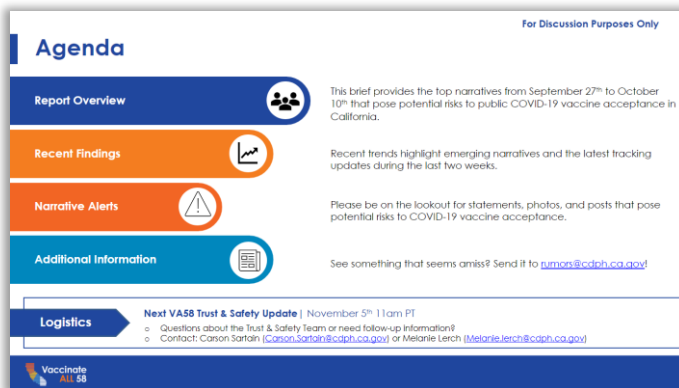 For Discussion Purposes Only
Agenda
Report Overview
This brief provides the top narratives from September 27th to October
10th that pose potential risks to public COVID-19 vaccine acceptance in
California.
Recent Findings
Recent trends highlight emerging narratives and the latest tracking
updates during the last two weeks.
Narrative Alerts
Please be on the lookout for statements, photos, and posts that pose
potential risks to COVID-19 vaccine acceptance.
Additional Information
See something that seems amiss? Send it to rumors@cdph.ca.gov!
Logistics
Next VA58 Trust & Safety Update | November 5th 11am PT
o Questions about the Trust & Safety Team or need follow-up information?
o Contact: Carson Sartain (Carson.Sartain@cdph.ca.gov) or Melanie Lerch (Melanie.lerch@cdph.ca.gov)
Vaccinate
ALL 58